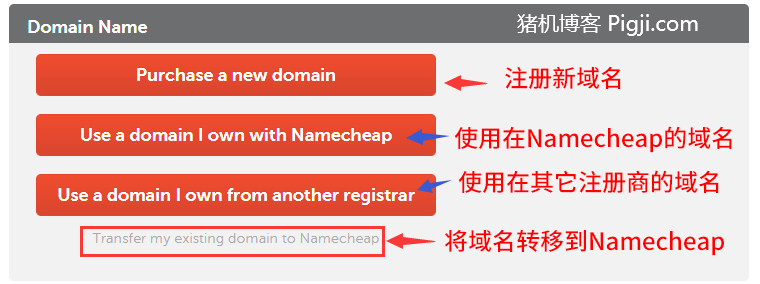 Domain Name
猪机博客 Pigji.com
Purchase a new domain
注册新域名
Use a domain I own with Namecheap
使用在Namecheap的域名
Use a domain I own from another registrar
使用在其它注册商的域名
Transfer my existing domain to Namecheap
将域名转移到Namecheap